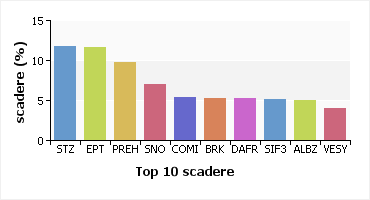 scadere (%)
15
10
5
0
STZ EPT PREH SNO COMI BRK DAFR SIF3 ALBZ VESY
Top 10 scadere